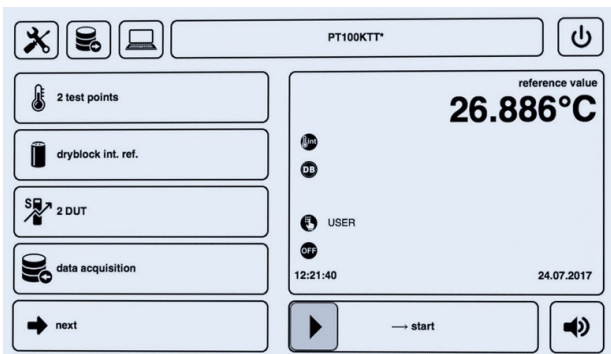 PT100KTT*
2 test points
dryblock int. ref.
S
2 DUT
data acquisition
next
reference value
26.886°C
int
DB
USER
OFF
12:21:40
24.07.2017
→ start